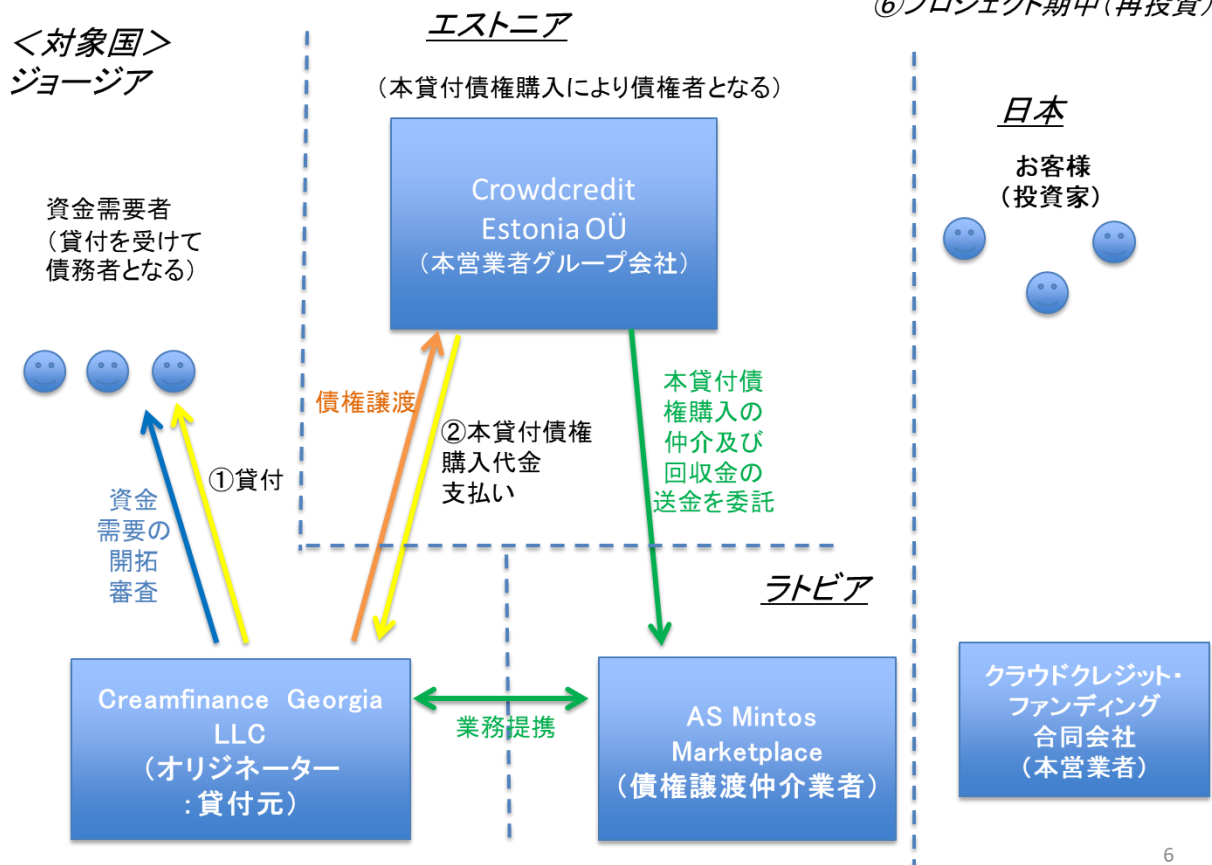 ⑥プロジェクト期中(再投資)
＜対象国＞
ジョージア
エストニア
(本貸付債権購入により債権者となる)
日本
お客様
(投資家)
Crowdcredit
Estonia OÜ
(本営業者グループ会社)
資金需要者
(貸付を受けて
債務者となる)
債権譲渡
②本貸付債権
購入代金
支払い
本貸付債
権購入の
仲介及び
回収金の
送金を委託
①貸付
資金
需要の
開拓
審査
ラトビア
Creamfinance Georgia
LLC
(オリジネーター
:貸付元)
業務提携
AS Mintos
Marketplace
(債権譲渡仲介業者)
クラウドクレジット・
ファンディング
合同会社
(本営業者)
6